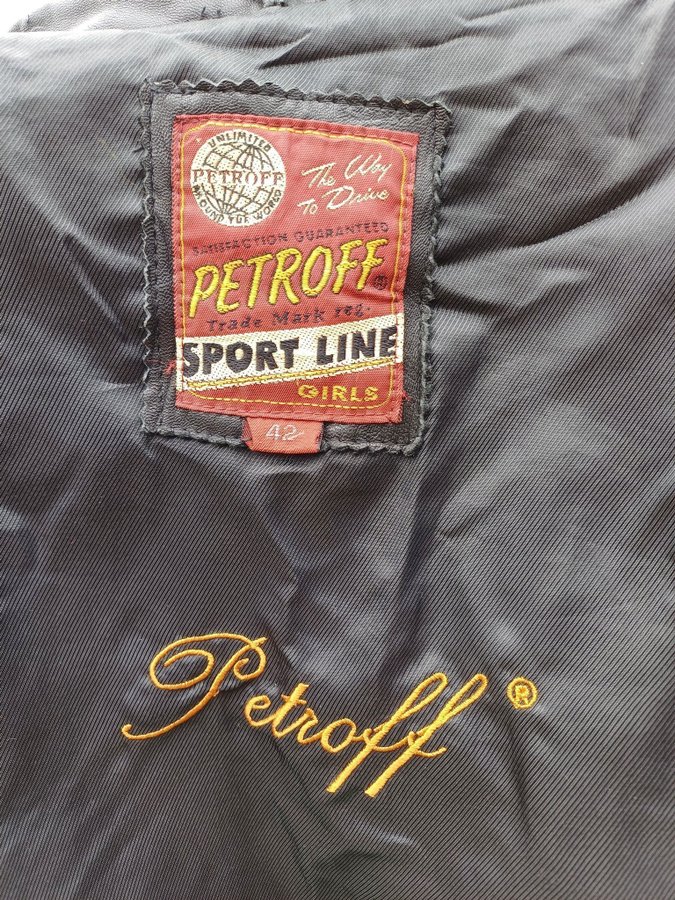 UNLIMITED
PETROFF
AROUND THE WORLD
The Way
To Drive
SATISFACTION GUARANTEED
PETROFF®
Trade Mark reg.
SPORT LINE
GIRLS
42
Petroff®